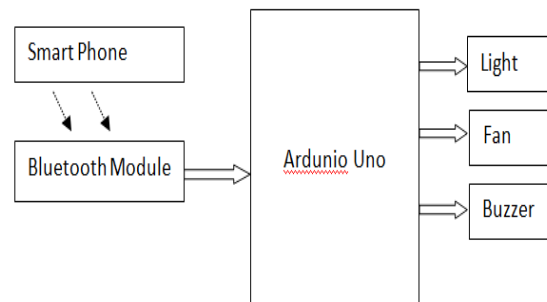 Smart Phone
Bluetooth Module
Ardunio Uno
Light
Fan
Buzzer